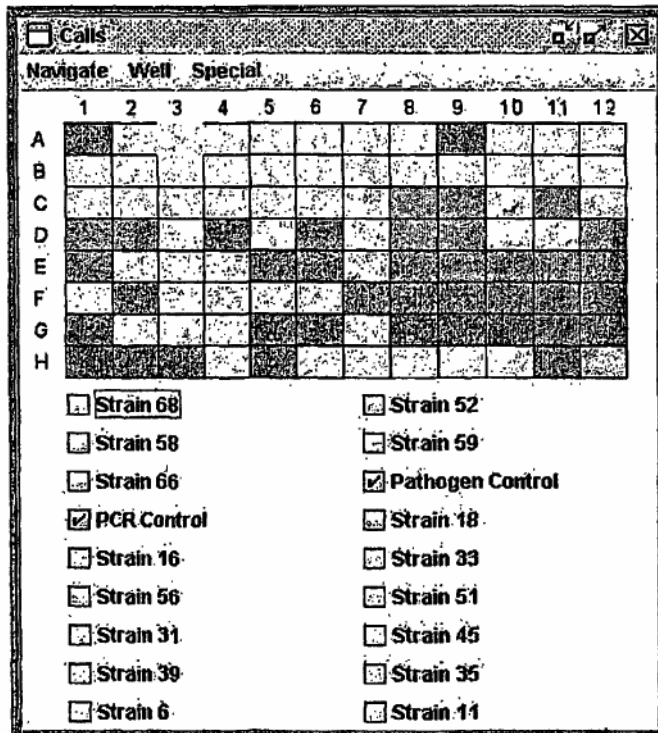 Calls
Navigate Well Special
1 2 3 4 5 6 7 8 9 10 11 12
A
B
C
D
E
F
G
H
Strain 68 Strain 52
Strain 58 Strain 59
Strain 66 Pathogen Control
PCR Control Strain 18
Strain 16 Strain 33
Strain 56 Strain 51
Strain 31 Strain 45
Strain 39 Strain 35
Strain 6 Strain 11